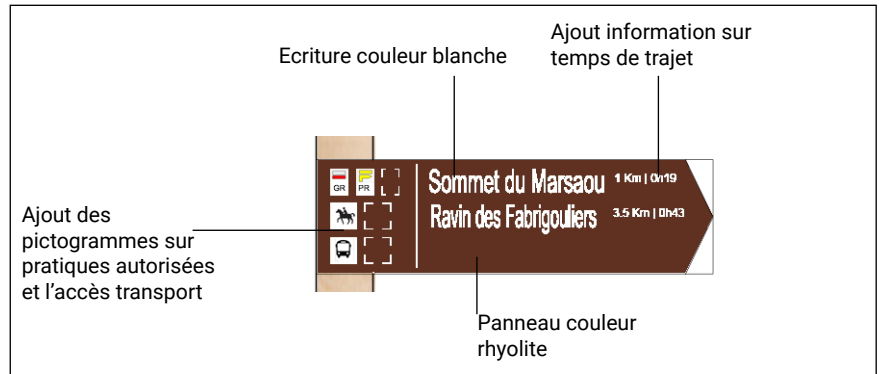 Ajout information sur
temps de trajet
Ecriture couleur blanche
GR PR
Sommet du Marsaou 1 Km | 0h19
Ravin des Fabrigouliers 3.5 Km | 0h43
Ajout des
pictogrammes sur
pratiques autorisées
et l'accès transport
Panneau couleur
rhyolite